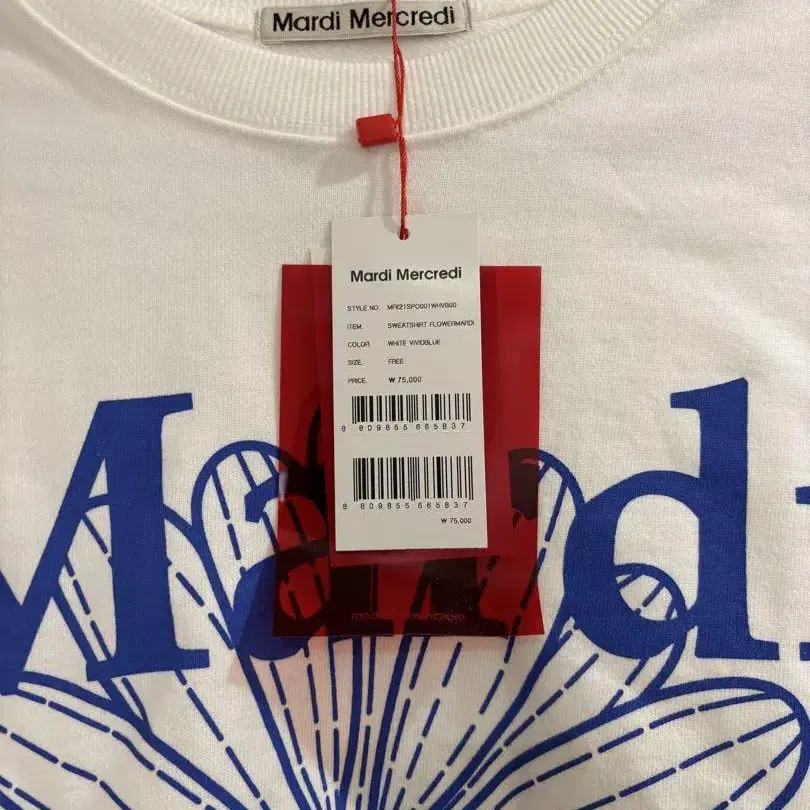 Mardi Mercredi
Mardi Mercredi
STYLE NO. MFK21SPO001WHVB00
ITEM. SWEATSHIRT FLOWERMARDI
COLOR. WHITE VIVIDBLUE
SIZE. FREE
PRICE. ₩ 75,000
8 809855 665837
8 809855 665837
₩ 75,000
Mardi